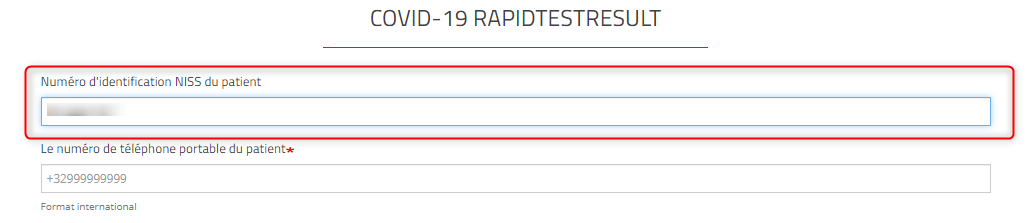 COVID-19 RAPIDTESTRESULT
Numéro d'identification NISS du patient
Le numéro de téléphone portable du patient*
+32999999999
Format international